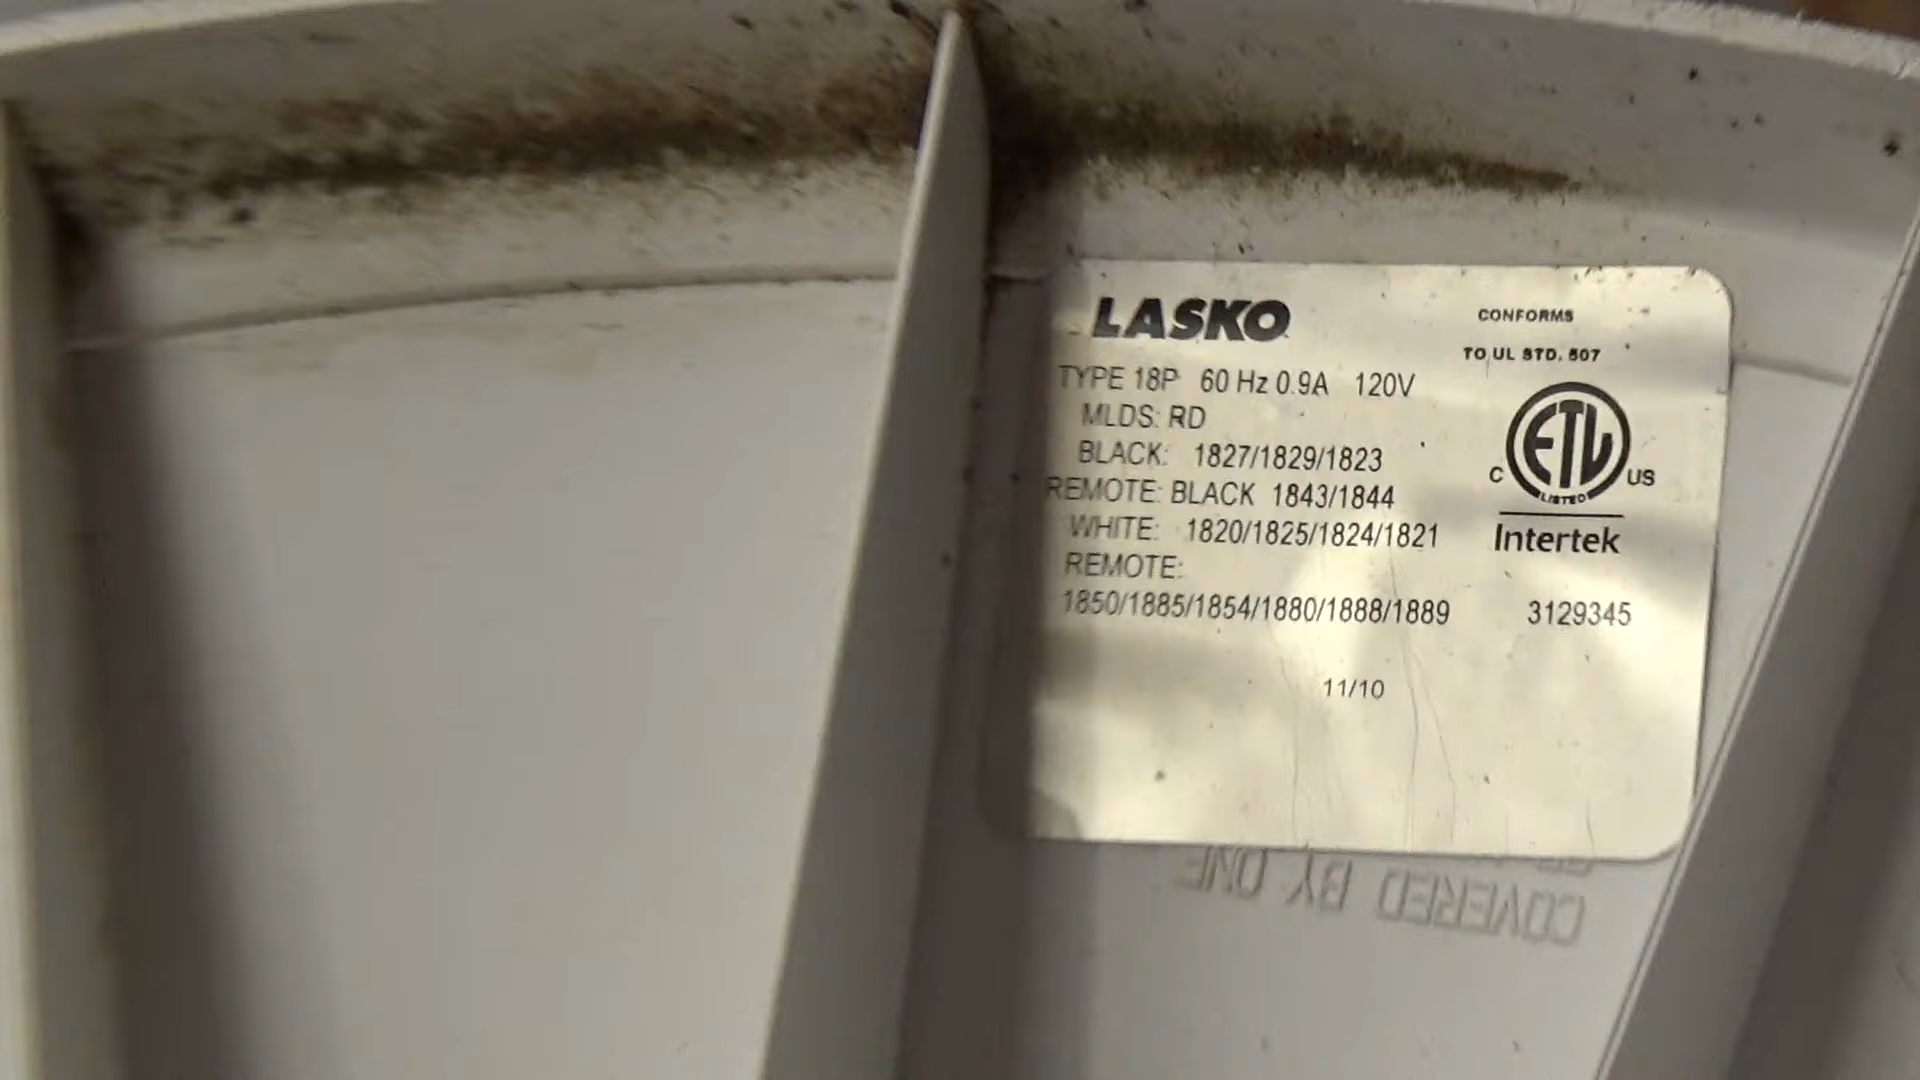 LASKO
CONFORMS
TO UL STD. 507
TYPE 18P 60 Hz 0.9A 120V
MLDS: RD
BLACK: 1827/1829/1823
REMOTE: BLACK 1843/1844
WHITE: 1820/1825/1824/1821
REMOTE:
1850/1885/1854/1880/1888/1889
ETL
LISTED
C US
Intertek
3129345
11/10
COVERED BY ONE